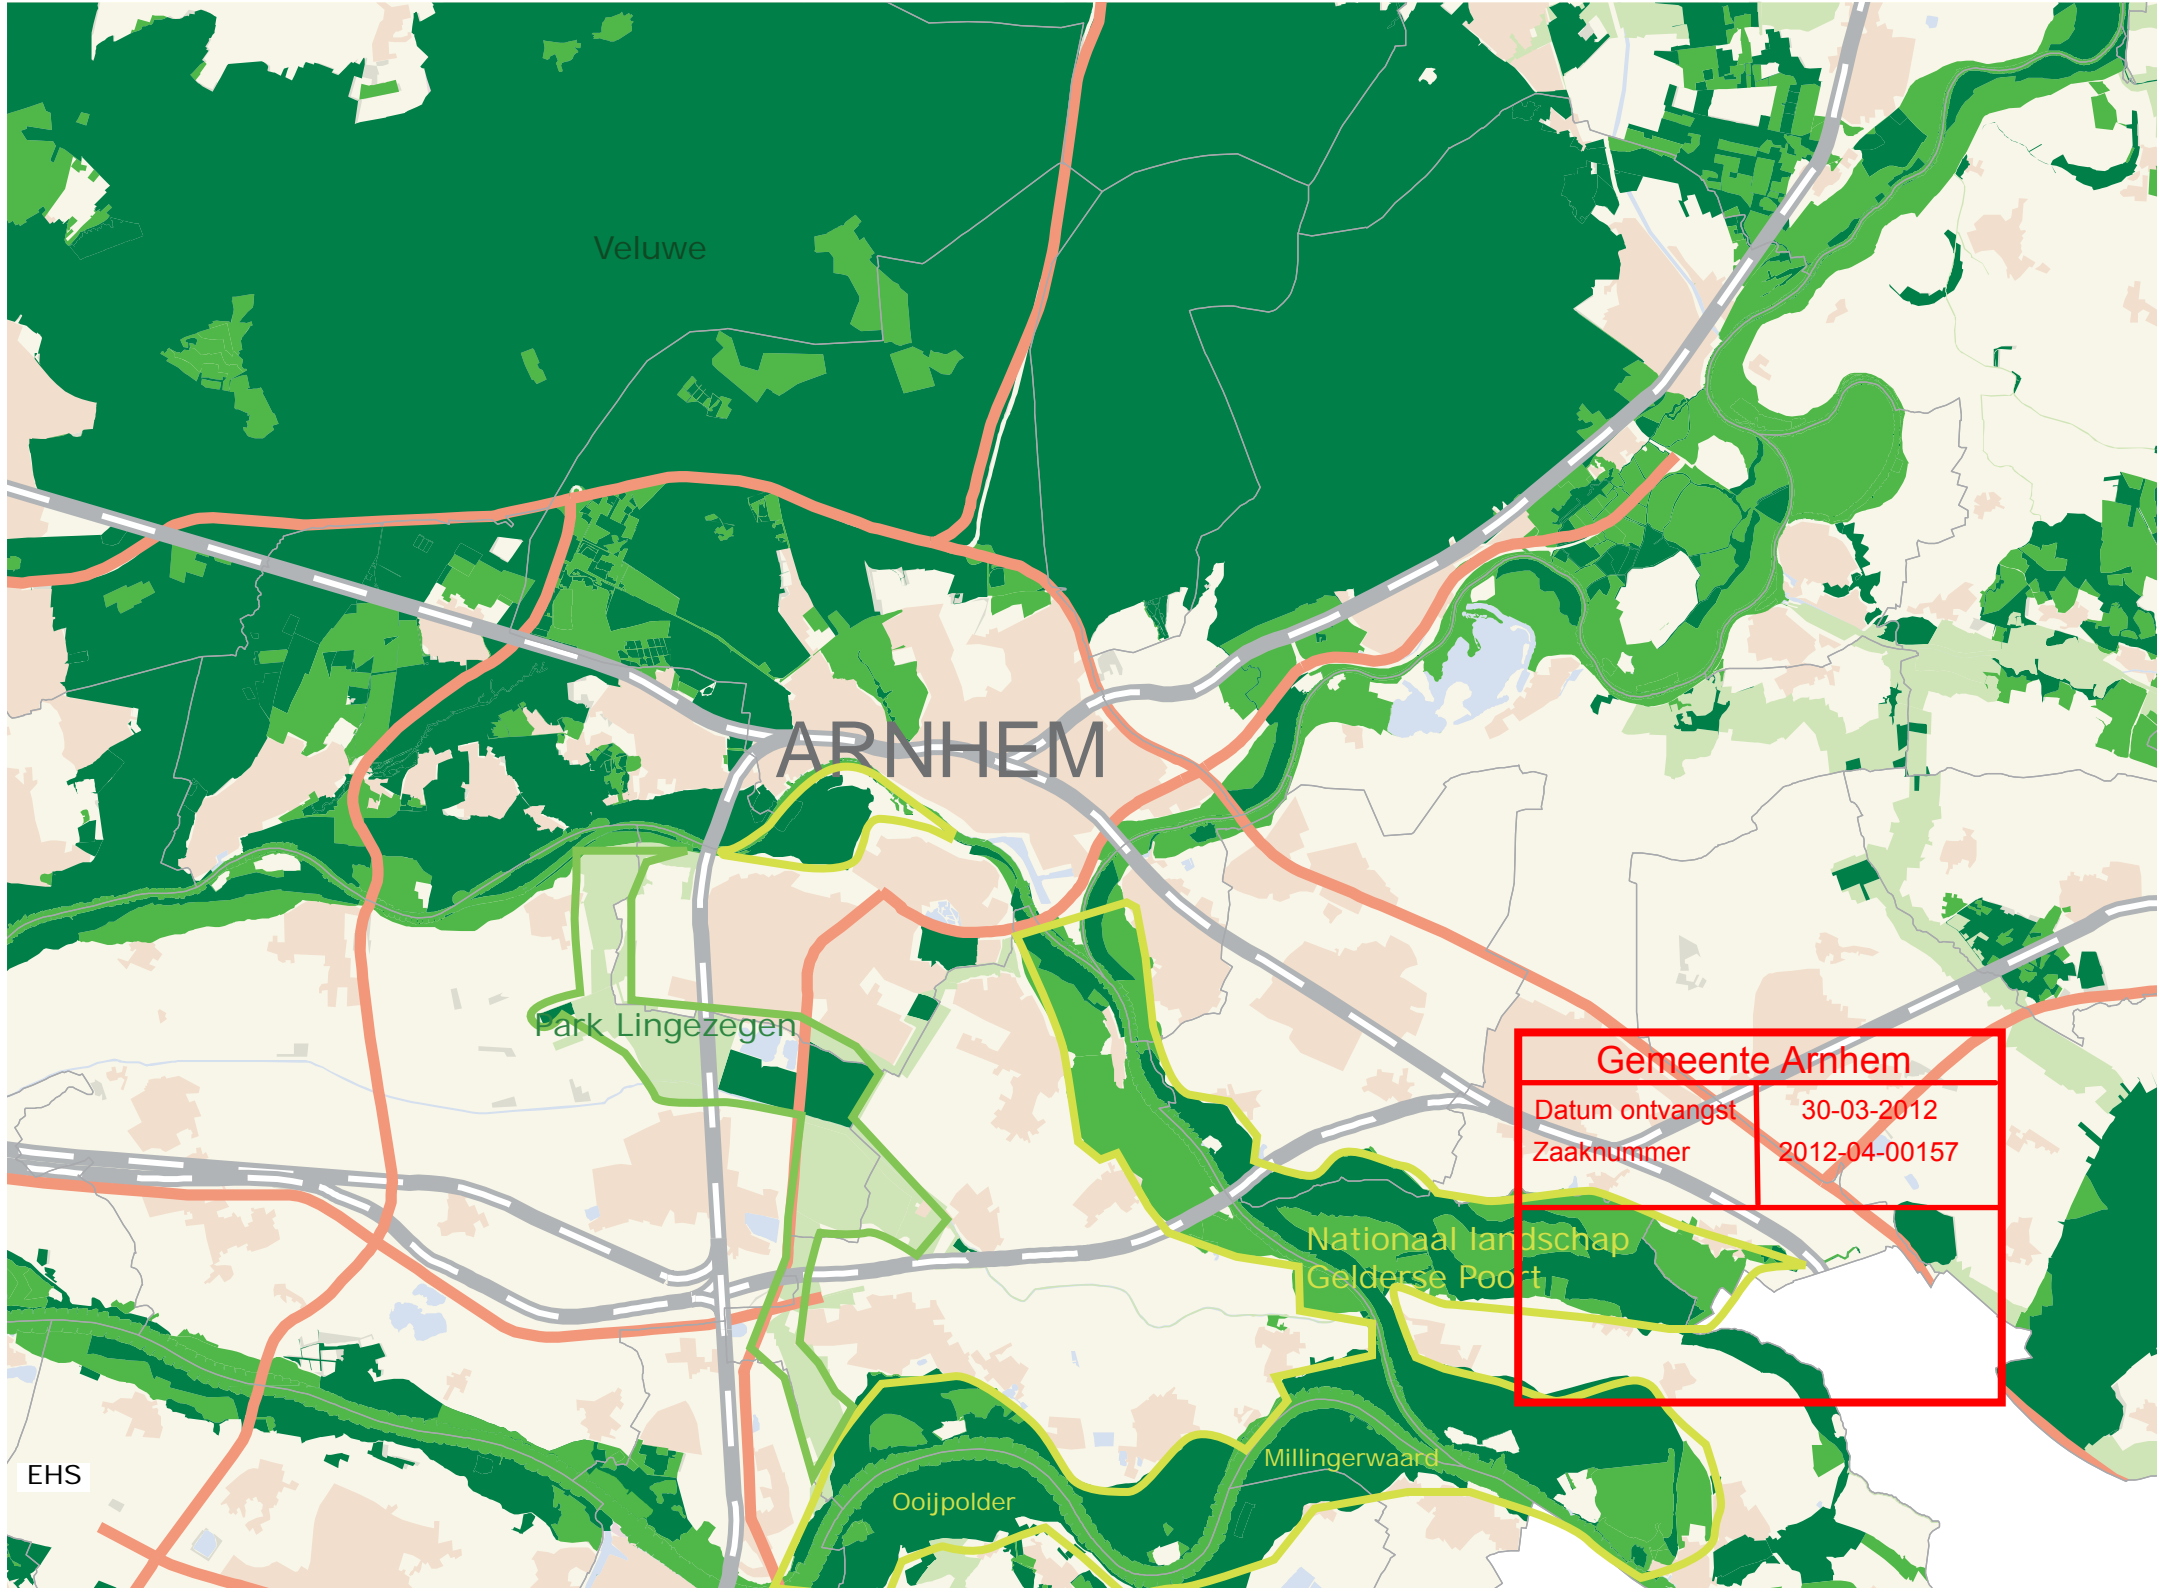 Veluwe
ARNHEM
Park Lingezegen
Gemeente Arnhem
Datum ontvangst 30-03-2012
Zaaknummer 2012-04-00157
Nationaal landschap
Gelderse Poort
Millingerwaard
EHS
Ooijpolder